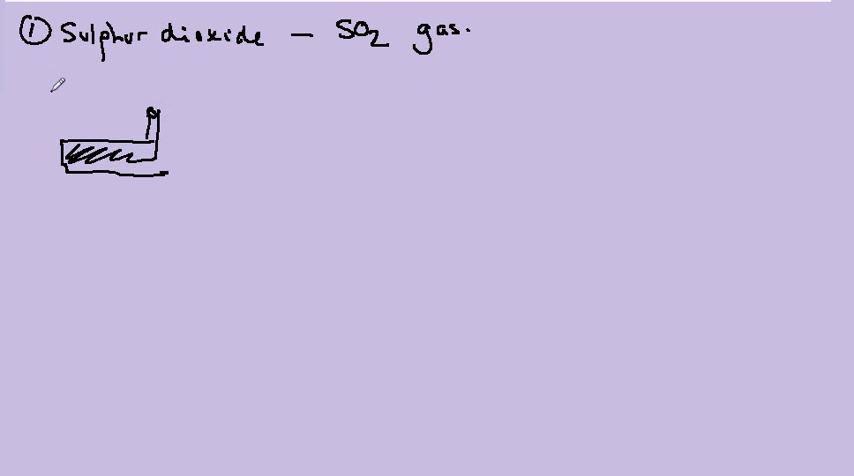 ① Sulphur dioxide — SO₂ gas.